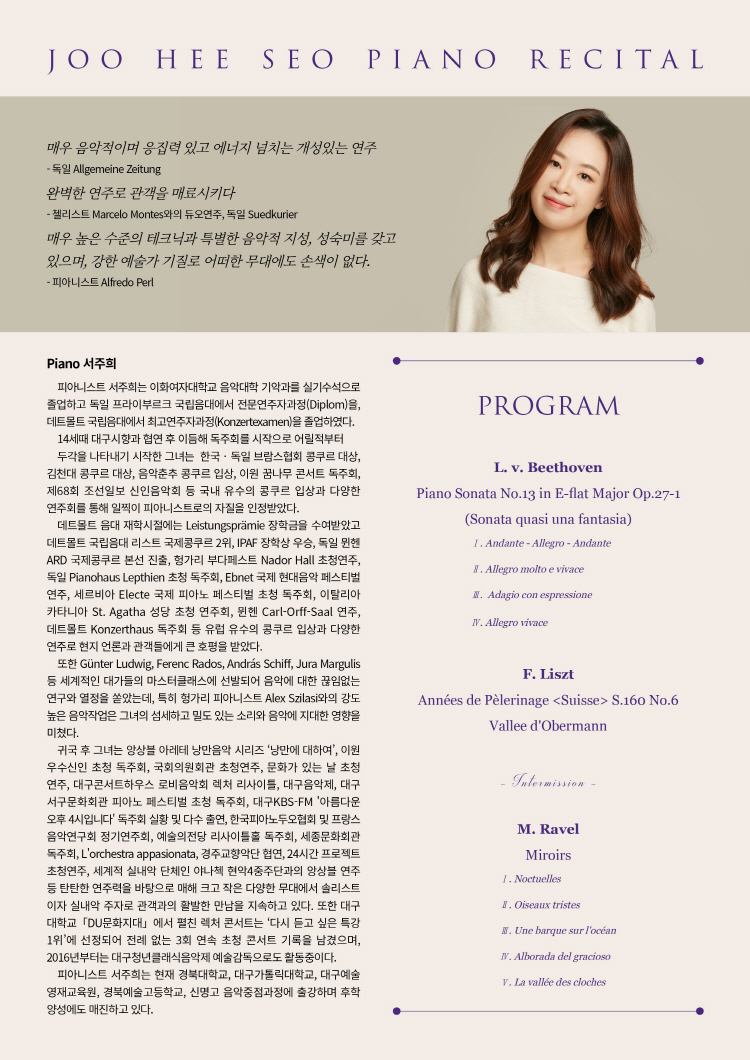 JOO HEE SEO PIANO RECITAL
매우 음악적이며 응집력 있고 에너지 넘치는 개성있는 연주
- 독일 Allgemeine Zeitung
완벽한 연주로 관객을 매료시키다
- 첼리스트 Marcelo Montes와의 듀오연주, 독일 Suedkurier
매우 높은 수준의 테크닉과 특별한 음악적 지성, 성숙미를 갖고
있으며, 강한 예술가 기질로 어떠한 무대에도 손색이 없다.
- 피아니스트 Alfredo Perl
Piano 서주희
피아니스트 서주희는 이화여자대학교 음악대학 기악과를 실기수석으로
졸업하고 독일 프라이부르크 국립음대에서 전문연주자과정(Diplom)을,
데트몰트 국립음대에서 최고연주자과정(Konzertexamen)을 졸업하였다.
14세때 대구시향과 협연 후 이듬해 독주회를 시작으로 어릴적부터
두각을 나타내기 시작한 그녀는 한국 · 독일 브람스협회 콩쿠르 대상,
김천대 콩쿠르 대상, 음악춘추 콩쿠르 입상, 이원 꿈나무 콘서트 독주회,
제68회 조선일보 신인음악회 등 국내 유수의 콩쿠르 입상과 다양한
연주회를 통해 일찍이 피아니스트로의 자질을 인정받았다.
데트몰트 음대 재학시절에는 Leistungsprämie 장학금을 수여받았고
데트몰트 국립음대 리스트 국제콩쿠르 2위, IPAF 장학상 우승, 독일 뮌헨
ARD 국제콩쿠르 본선 진출, 헝가리 부다페스트 Nador Hall 초청연주,
독일 Pianohaus Lepthien 초청 독주회, Ebnet 국제 현대음악 페스티벌
연주, 세르비아 Electe 국제 피아노 페스티벌 초청 독주회, 이탈리아
카타니아 St. Agatha 성당 초청 연주회, 뮌헨 Carl-Orff-Saal 연주,
데트몰트 Konzerthaus 독주회 등 유럽 유수의 콩쿠르 입상과 다양한
연주로 현지 언론과 관객들에게 큰 호평을 받았다.
또한 Günter Ludwig, Ferenc Rados, András Schiff, Jura Margulis
등 세계적인 대가들의 마스터클래스에 선발되어 음악에 대한 끊임없는
연구와 열정을 쏟았는데, 특히 헝가리 피아니스트 Alex Szilasi와의 강도
높은 음악작업은 그녀의 섬세하고 밀도 있는 소리와 음악에 지대한 영향을
미쳤다.
귀국 후 그녀는 앙상블 아레테 낭만음악 시리즈 ‘낭만에 대하여’, 이원
우수신인 초청 독주회, 국회의원회관 초청연주, 문화가 있는 날 초청
연주, 대구콘서트하우스 로비음악회 렉처 리사이틀, 대구음악제, 대구
서구문화회관 피아노 페스티벌 초청 독주회, 대구KBS-FM '아름다운
오후 4시입니다' 독주회 실황 및 다수 출연, 한국피아노두오협회 및 프랑스
음악연구회 정기연주회, 예술의전당 리사이틀홀 독주회, 세종문화회관
독주회, L'orchestra appasionata, 경주교향악단 협연, 24시간 프로젝트
초청연주, 세계적 실내악 단체인 야나첵 현악4중주단과의 앙상블 연주
등 탄탄한 연주력을 바탕으로 매해 크고 작은 다양한 무대에서 솔리스트
이자 실내악 주자로 관객과의 활발한 만남을 지속하고 있다. 또한 대구
대학교「DU문화지대」에서 펼친 렉처 콘서트는 ‘다시 듣고 싶은 특강
1위’에 선정되어 전례 없는 3회 연속 초청 콘서트 기록을 남겼으며,
2016년부터는 대구청년클래식음악제 예술감독으로도 활동중이다.
피아니스트 서주희는 현재 경북대학교, 대구가톨릭대학교, 대구예술
영재교육원, 경북예술고등학교, 신명고 음악중점과정에 출강하며 후학
양성에도 매진하고 있다.
PROGRAM
L. v. Beethoven
Piano Sonata No.13 in E-flat Major Op.27-1
(Sonata quasi una fantasia)
Ⅰ. Andante - Allegro - Andante
Ⅱ. Allegro molto e vivace
Ⅲ. Adagio con espressione
Ⅳ. Allegro vivace
F. Liszt
Années de Pèlerinage <Suisse> S.160 No.6
Vallee d'Obermann
- Intermission -
M. Ravel
Miroirs
Ⅰ. Noctuelles
Ⅱ. Oiseaux tristes
Ⅲ. Une barque sur l'océan
Ⅳ. Alborada del gracioso
Ⅴ. La vallée des cloches